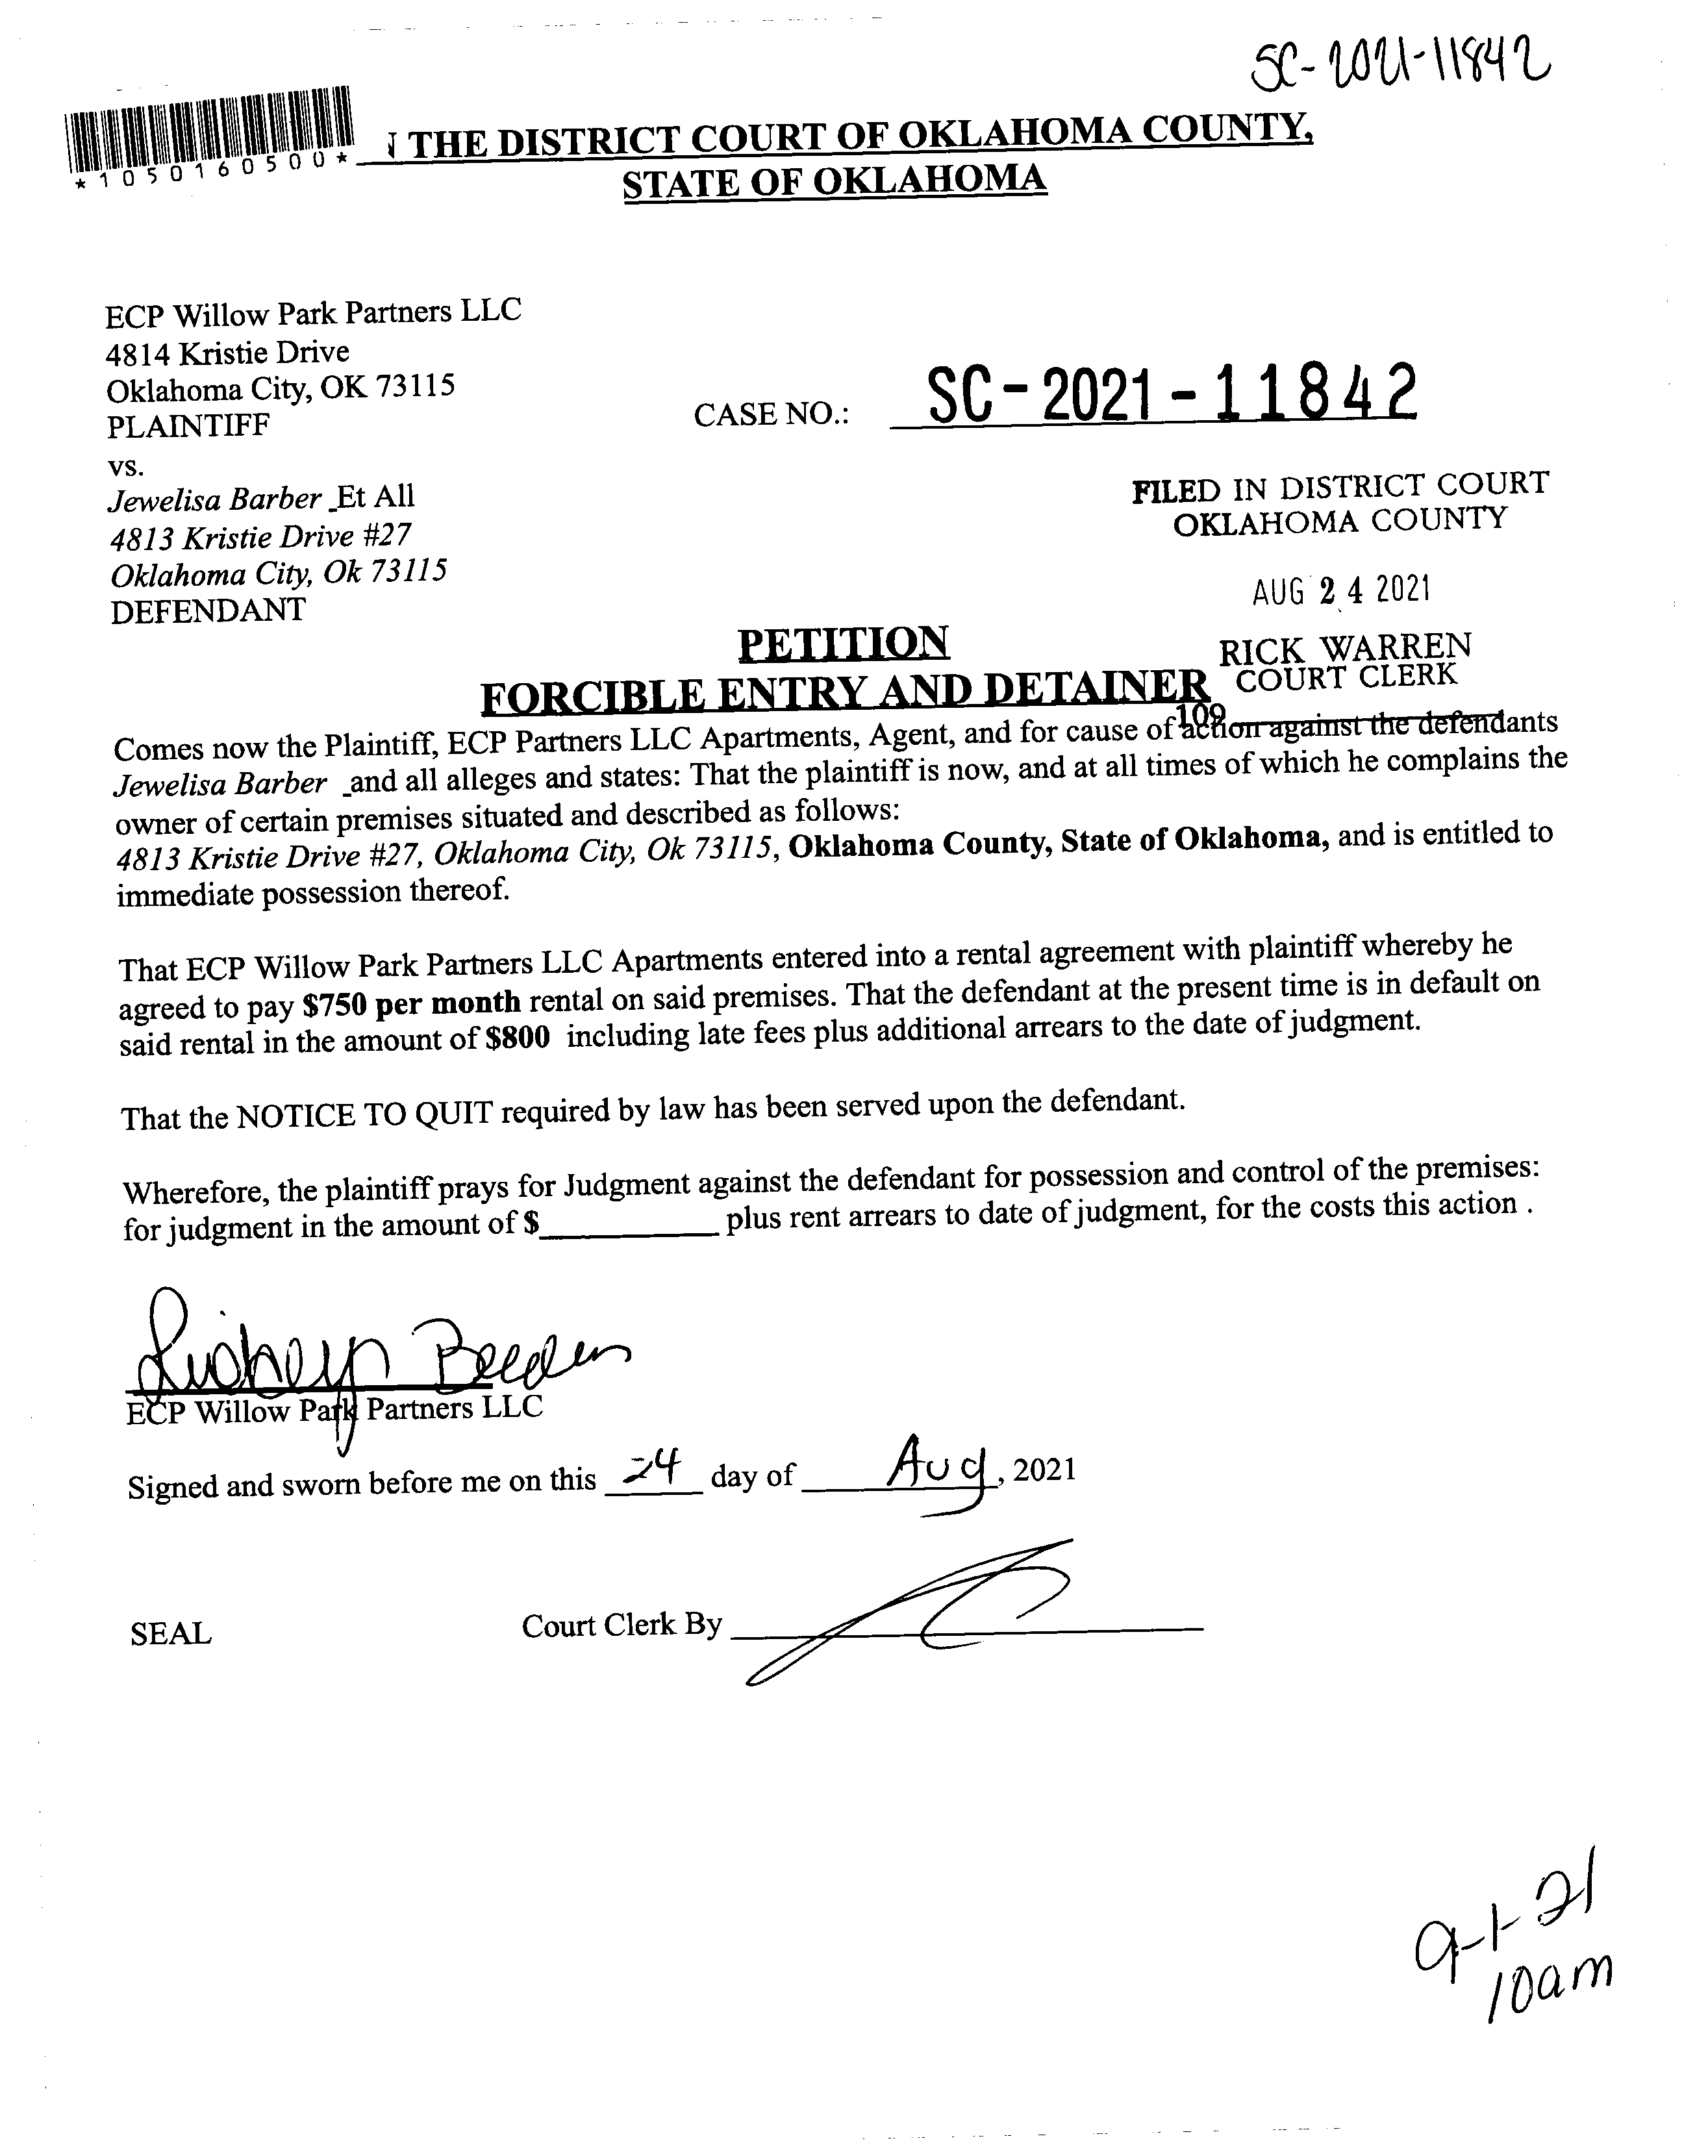 SC-2021-11842
*1050160500*
THE DISTRICT COURT OF OKLAHOMA COUNTY,
STATE OF OKLAHOMA
ECP Willow Park Partners LLC
4814 Kristie Drive
Oklahoma City, OK 73115
PLAINTIFF
CASE NO.: SC-2021-11842
vs.
Jewelisa Barber Et All
4813 Kristie Drive #27
Oklahoma City, Ok 73115
DEFENDANT
FILED IN DISTRICT COURT
OKLAHOMA COUNTY
AUG 24 2021
RICK WARREN
COURT CLERK
109
PETITION
FORCIBLE ENTRY AND DETAINER
Comes now the Plaintiff, ECP Partners LLC Apartments, Agent, and for cause of action against the defendants
Jewelisa Barber _and all alleges and states: That the plaintiff is now, and at all times of which he complains the
owner of certain premises situated and described as follows:
4813 Kristie Drive #27, Oklahoma City, Ok 73115, Oklahoma County, State of Oklahoma, and is entitled to
immediate possession thereof.
That ECP Willow Park Partners LLC Apartments entered into a rental agreement with plaintiff whereby he
agreed to pay $750 per month rental on said premises. That the defendant at the present time is in default on
said rental in the amount of $800 including late fees plus additional arrears to the date of judgment.
That the NOTICE TO QUIT required by law has been served upon the defendant.
Wherefore, the plaintiff prays for Judgment against the defendant for possession and control of the premises:
for judgment in the amount of $__________ plus rent arrears to date of judgment, for the costs this action .
ECP Willow Park Partners LLC
Signed and sworn before me on this 24 day of Aug, 2021
SEAL
Court Clerk By
9-1-21
10am